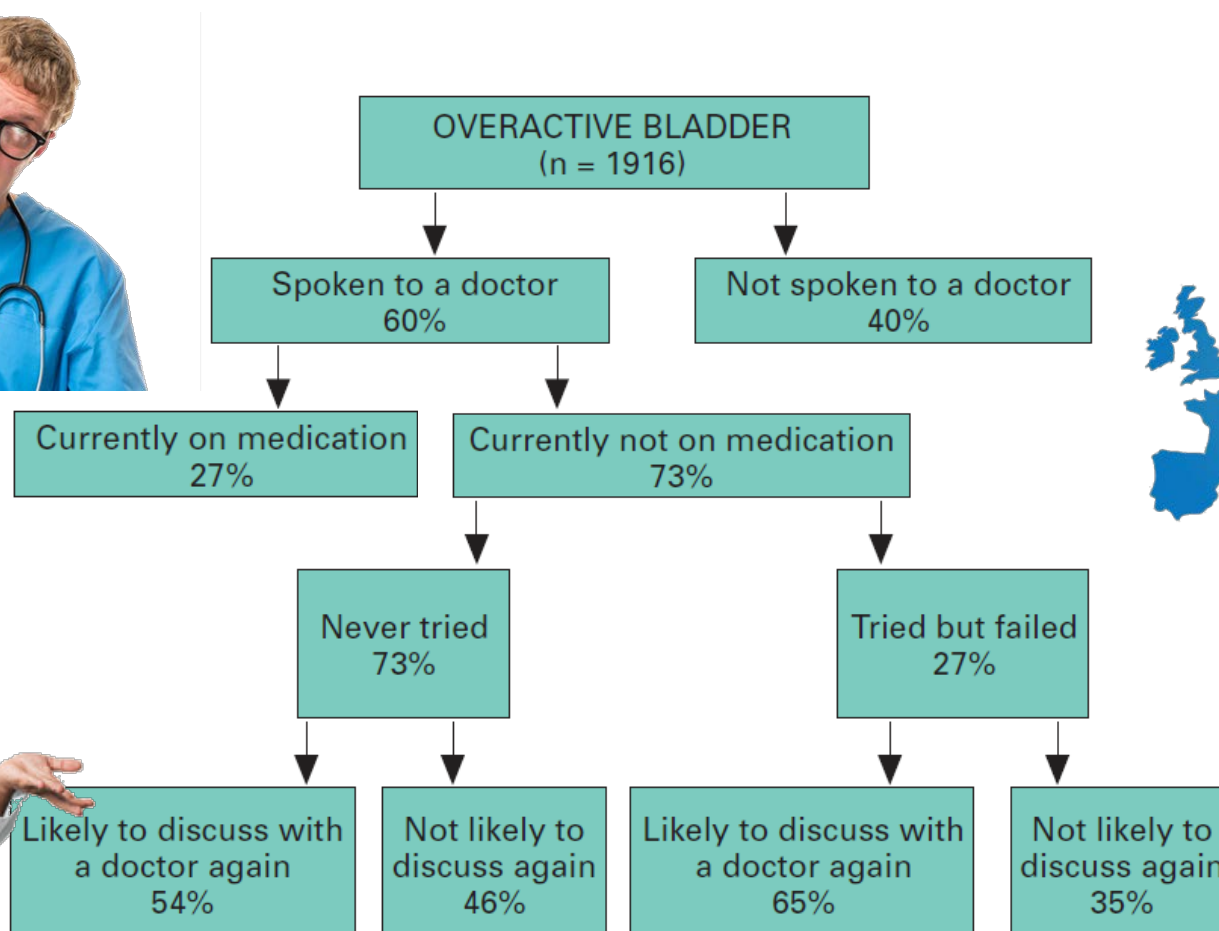 OVERACTIVE BLADDER
(n = 1916)
Spoken to a doctor
60%
Not spoken to a doctor
40%
Currently on medication
27%
Currently not on medication
73%
Never tried
73%
Tried but failed
27%
Likely to discuss with
a doctor again
54%
Not likely to
discuss again
46%
Likely to discuss with
a doctor again
65%
Not likely to
discuss again
35%